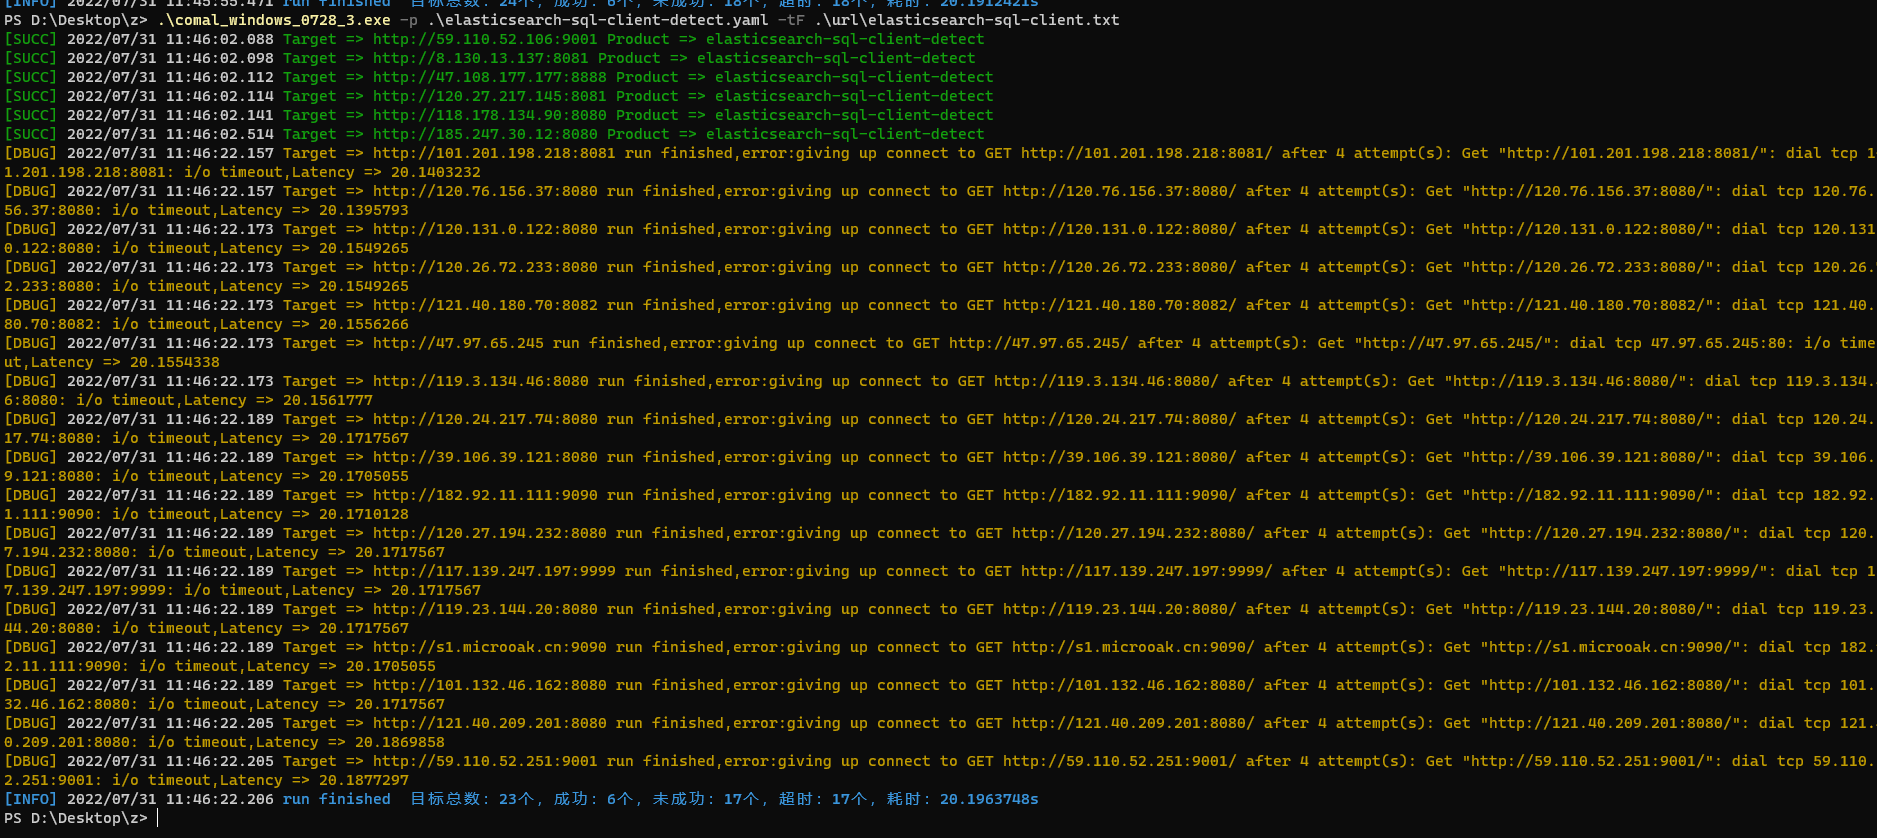 [INFO] 2022/07/31 11:45:55.471 run finished  目标总数: 24个, 成功: 6个, 未成功: 18个, 超时: 18个, 耗时: 20.1912421s
PS D:\Desktop\z> .\comal_windows_0728_3.exe -p .\elasticsearch-sql-client-detect.yaml -tF .\url\elasticsearch-sql-client.txt
[SUCC] 2022/07/31 11:46:02.088 Target => http://59.110.52.106:9001 Product => elasticsearch-sql-client-detect
[SUCC] 2022/07/31 11:46:02.098 Target => http://8.130.13.137:8081 Product => elasticsearch-sql-client-detect
[SUCC] 2022/07/31 11:46:02.112 Target => http://47.108.177.177:8888 Product => elasticsearch-sql-client-detect
[SUCC] 2022/07/31 11:46:02.114 Target => http://120.27.217.145:8081 Product => elasticsearch-sql-client-detect
[SUCC] 2022/07/31 11:46:02.141 Target => http://118.178.134.90:8080 Product => elasticsearch-sql-client-detect
[SUCC] 2022/07/31 11:46:02.514 Target => http://185.247.30.12:8080 Product => elasticsearch-sql-client-detect
[DBUG] 2022/07/31 11:46:22.157 Target => http://101.201.198.218:8081 run finished,error:giving up connect to GET http://101.201.198.218:8081/ after 4 attempt(s): Get "http://101.201.198.218:8081/": dial tcp 1
1.201.198.218:8081: i/o timeout,Latency => 20.1403232
[DBUG] 2022/07/31 11:46:22.157 Target => http://120.76.156.37:8080 run finished,error:giving up connect to GET http://120.76.156.37:8080/ after 4 attempt(s): Get "http://120.76.156.37:8080/": dial tcp 120.76.
56.37:8080: i/o timeout,Latency => 20.1395793
[DBUG] 2022/07/31 11:46:22.173 Target => http://120.131.0.122:8080 run finished,error:giving up connect to GET http://120.131.0.122:8080/ after 4 attempt(s): Get "http://120.131.0.122:8080/": dial tcp 120.131
0.122:8080: i/o timeout,Latency => 20.1549265
[DBUG] 2022/07/31 11:46:22.173 Target => http://120.26.72.233:8080 run finished,error:giving up connect to GET http://120.26.72.233:8080/ after 4 attempt(s): Get "http://120.26.72.233:8080/": dial tcp 120.26.
2.233:8080: i/o timeout,Latency => 20.1549265
[DBUG] 2022/07/31 11:46:22.173 Target => http://121.40.180.70:8082 run finished,error:giving up connect to GET http://121.40.180.70:8082/ after 4 attempt(s): Get "http://121.40.180.70:8082/": dial tcp 121.40.
80.70:8082: i/o timeout,Latency => 20.1556266
[DBUG] 2022/07/31 11:46:22.173 Target => http://47.97.65.245 run finished,error:giving up connect to GET http://47.97.65.245/ after 4 attempt(s): Get "http://47.97.65.245/": dial tcp 47.97.65.245:80: i/o time
ut,Latency => 20.1554338
[DBUG] 2022/07/31 11:46:22.173 Target => http://119.3.134.46:8080 run finished,error:giving up connect to GET http://119.3.134.46:8080/ after 4 attempt(s): Get "http://119.3.134.46:8080/": dial tcp 119.3.134.
6:8080: i/o timeout,Latency => 20.1561777
[DBUG] 2022/07/31 11:46:22.189 Target => http://120.24.217.74:8080 run finished,error:giving up connect to GET http://120.24.217.74:8080/ after 4 attempt(s): Get "http://120.24.217.74:8080/": dial tcp 120.24.
17.74:8080: i/o timeout,Latency => 20.1717567
[DBUG] 2022/07/31 11:46:22.189 Target => http://39.106.39.121:8080 run finished,error:giving up connect to GET http://39.106.39.121:8080/ after 4 attempt(s): Get "http://39.106.39.121:8080/": dial tcp 39.106.
9.121:8080: i/o timeout,Latency => 20.1705055
[DBUG] 2022/07/31 11:46:22.189 Target => http://182.92.11.111:9090 run finished,error:giving up connect to GET http://182.92.11.111:9090/ after 4 attempt(s): Get "http://182.92.11.111:9090/": dial tcp 182.92.
1.111:9090: i/o timeout,Latency => 20.1710128
[DBUG] 2022/07/31 11:46:22.189 Target => http://120.27.194.232:8080 run finished,error:giving up connect to GET http://120.27.194.232:8080/ after 4 attempt(s): Get "http://120.27.194.232:8080/": dial tcp 120.
7.194.232:8080: i/o timeout,Latency => 20.1717567
[DBUG] 2022/07/31 11:46:22.189 Target => http://117.139.247.197:9999 run finished,error:giving up connect to GET http://117.139.247.197:9999/ after 4 attempt(s): Get "http://117.139.247.197:9999/": dial tcp 1
7.139.247.197:9999: i/o timeout,Latency => 20.1717567
[DBUG] 2022/07/31 11:46:22.189 Target => http://119.23.144.20:8080 run finished,error:giving up connect to GET http://119.23.144.20:8080/ after 4 attempt(s): Get "http://119.23.144.20:8080/": dial tcp 119.23.
44.20:8080: i/o timeout,Latency => 20.1717567
[DBUG] 2022/07/31 11:46:22.189 Target => http://s1.microoak.cn:9090 run finished,error:giving up connect to GET http://s1.microoak.cn:9090/ after 4 attempt(s): Get "http://s1.microoak.cn:9090/": dial tcp 182.
2.11.111:9090: i/o timeout,Latency => 20.1705055
[DBUG] 2022/07/31 11:46:22.189 Target => http://101.132.46.162:8080 run finished,error:giving up connect to GET http://101.132.46.162:8080/ after 4 attempt(s): Get "http://101.132.46.162:8080/": dial tcp 101.
32.46.162:8080: i/o timeout,Latency => 20.1717567
[DBUG] 2022/07/31 11:46:22.205 Target => http://121.40.209.201:8080 run finished,error:giving up connect to GET http://121.40.209.201:8080/ after 4 attempt(s): Get "http://121.40.209.201:8080/": dial tcp 121.
0.209.201:8080: i/o timeout,Latency => 20.1869858
[DBUG] 2022/07/31 11:46:22.205 Target => http://59.110.52.251:9001 run finished,error:giving up connect to GET http://59.110.52.251:9001/ after 4 attempt(s): Get "http://59.110.52.251:9001/": dial tcp 59.110.
2.251:9001: i/o timeout,Latency => 20.1877297
[INFO] 2022/07/31 11:46:22.206 run finished  目标总数: 23个, 成功: 6个, 未成功: 17个, 超时: 17个, 耗时: 20.1963748s
PS D:\Desktop\z>